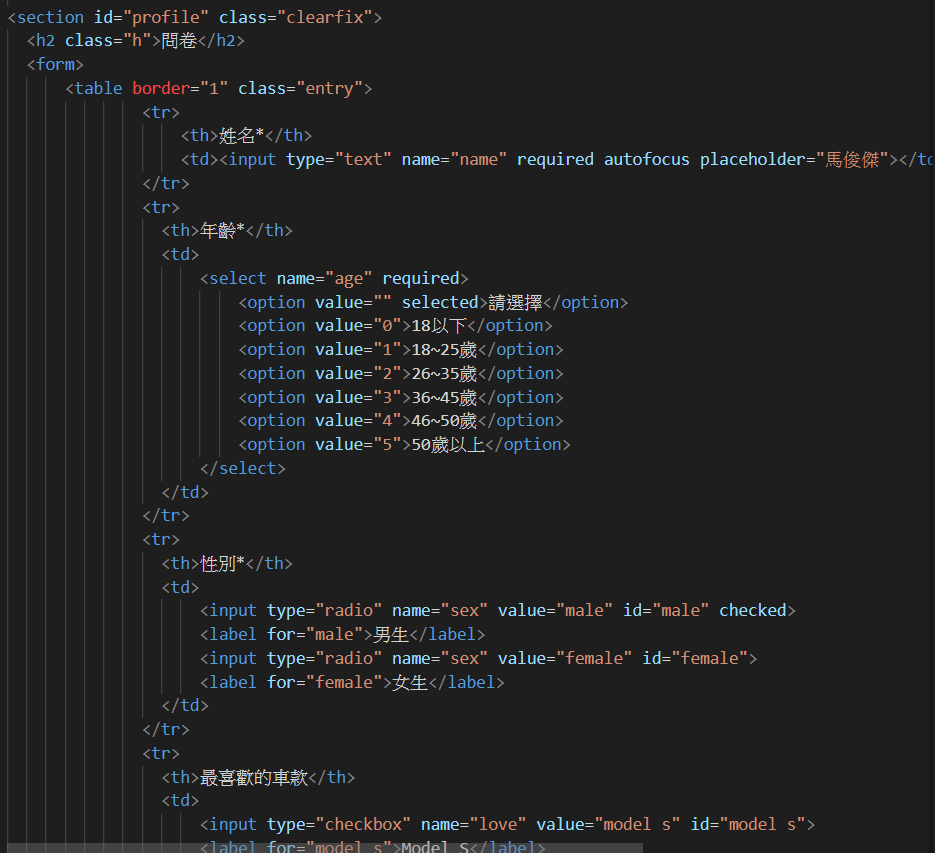 <section id="profile" class="clearfix">
<h2 class="h">問卷</h2>
<form>
<table border="1" class="entry">
<tr>
<th>姓名*</th>
<td><input type="text" name="name" required autofocus placeholder="馬俊傑"></td
</tr>
<tr>
<th>年齡*</th>
<td>
<select name="age" required>
<option value="" selected>請選擇</option>
<option value="0">18以下</option>
<option value="1">18~25歲</option>
<option value="2">26~35歲</option>
<option value="3">36~45歲</option>
<option value="4">46~50歲</option>
<option value="5">50歲以上</option>
</select>
</td>
</tr>
<tr>
<th>性別*</th>
<td>
<input type="radio" name="sex" value="male" id="male" checked>
<label for="male">男生</label>
<input type="radio" name="sex" value="female" id="female">
<label for="female">女生</label>
</td>
</tr>
<tr>
<th>最喜歡的車款</th>
<td>
<input type="checkbox" name="love" value="model s" id="model s">
<label for="model s">Model S</label>